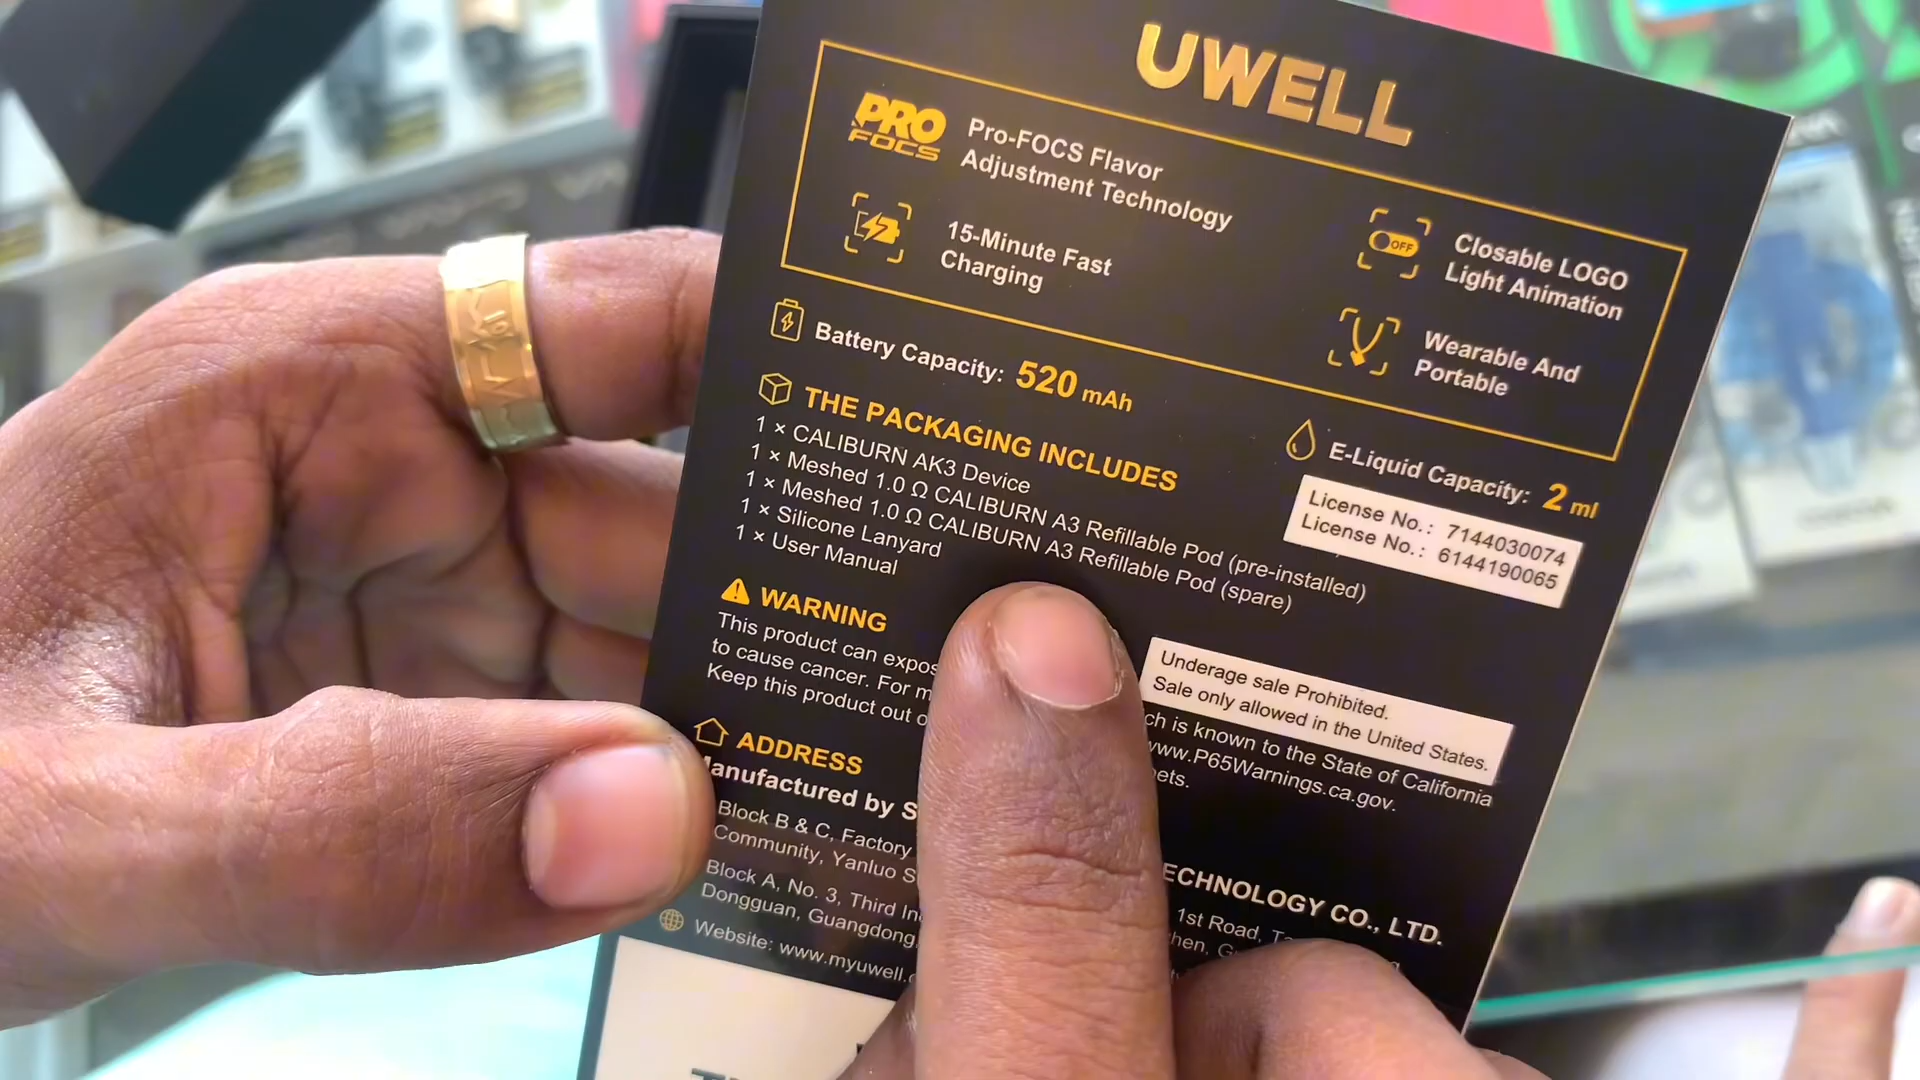 UWELL
PRO
FOCS
Pro-FOCS Flavor
Adjustment Technology
15-Minute Fast
Charging
OFF
Closable LOGO
Light Animation
Wearable And
Portable
Battery Capacity: 520 mAh
E-Liquid Capacity: 2 ml
License No.: 7144030074
License No.: 6144190065
THE PACKAGING INCLUDES
1 × CALIBURN AK3 Device
1 × Meshed 1.0 Ω CALIBURN A3 Refillable Pod (pre-installed)
1 × Meshed 1.0 Ω CALIBURN A3 Refillable Pod (spare)
1 × Silicone Lanyard
1 × User Manual
WARNING
Underage sale Prohibited.
Sale only allowed in the United States.
This product can expos ch is known to the State of California
to cause cancer. For m www.P65Warnings.ca.gov.
Keep this product out o pets.
ADDRESS
Manufactured by S ECHNOLOGY CO., LTD.
Block B & C, Factory 1st Road,
Community, Yanluo
Block A, No. 3, Third In
Dongguan, Guangdong,
Website: www.myuwell.